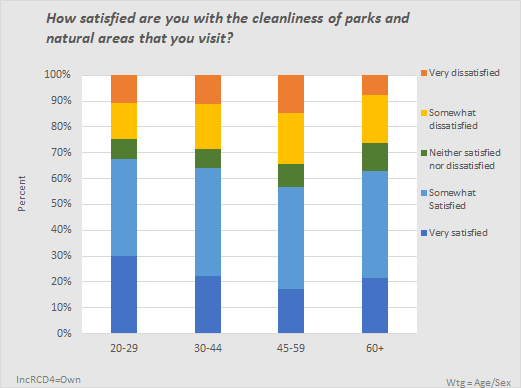 How satisfied are you with the cleanliness of parks and
natural areas that you visit?
100%
90%
80%
70%
60%
50%
40%
30%
20%
10%
0%
Percent
20-29
30-44
45-59
60+
Very dissatisfied
Somewhat
dissatisfied
Neither satisfied
nor dissatisfied
Somewhat
Satisfied
Very satisfied
IncRCD4=Own
Wtg = Age/Sex